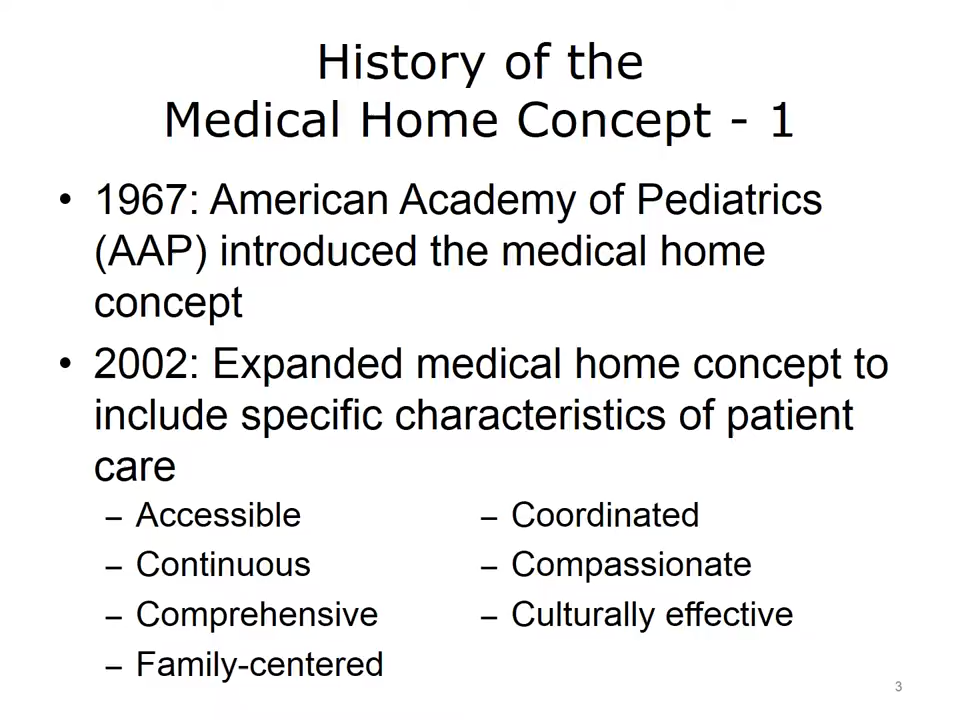 History of the
Medical Home Concept - 1
• 1967: American Academy of Pediatrics
(AAP) introduced the medical home
concept
• 2002: Expanded medical home concept to
include specific characteristics of patient
care
– Accessible
– Continuous
– Comprehensive
– Family-centered
– Coordinated
– Compassionate
– Culturally effective
3